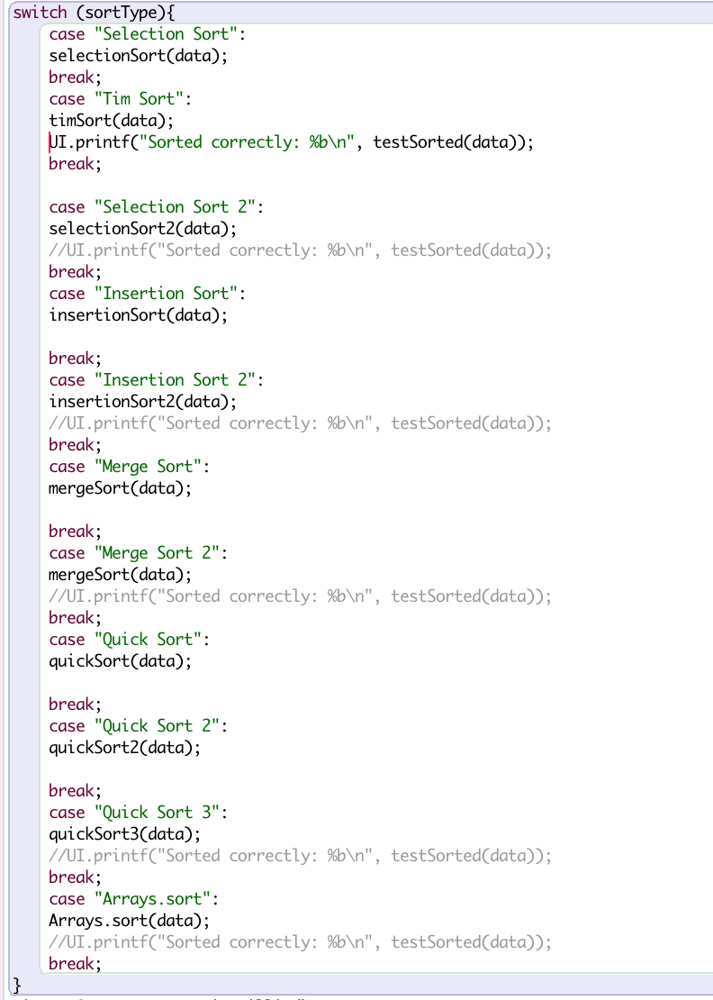 switch (sortType){
case "Selection Sort":
selectionSort(data);
break;
case "Tim Sort":
timSort(data);
UI.printf("Sorted correctly: %b\n", testSorted(data));
break;
case "Selection Sort 2":
selectionSort2(data);
//UI.printf("Sorted correctly: %b\n", testSorted(data));
break;
case "Insertion Sort":
insertionSort(data);
break;
case "Insertion Sort 2":
insertionSort2(data);
//UI.printf("Sorted correctly: %b\n", testSorted(data));
break;
case "Merge Sort":
mergeSort(data);
break;
case "Merge Sort 2":
mergeSort(data);
//UI.printf("Sorted correctly: %b\n", testSorted(data));
break;
case "Quick Sort":
quickSort(data);
break;
case "Quick Sort 2":
quickSort2(data);
break;
case "Quick Sort 3":
quickSort3(data);
//UI.printf("Sorted correctly: %b\n", testSorted(data));
break;
case "Arrays.sort":
Arrays.sort(data);
//UI.printf("Sorted correctly: %b\n", testSorted(data));
break;
}